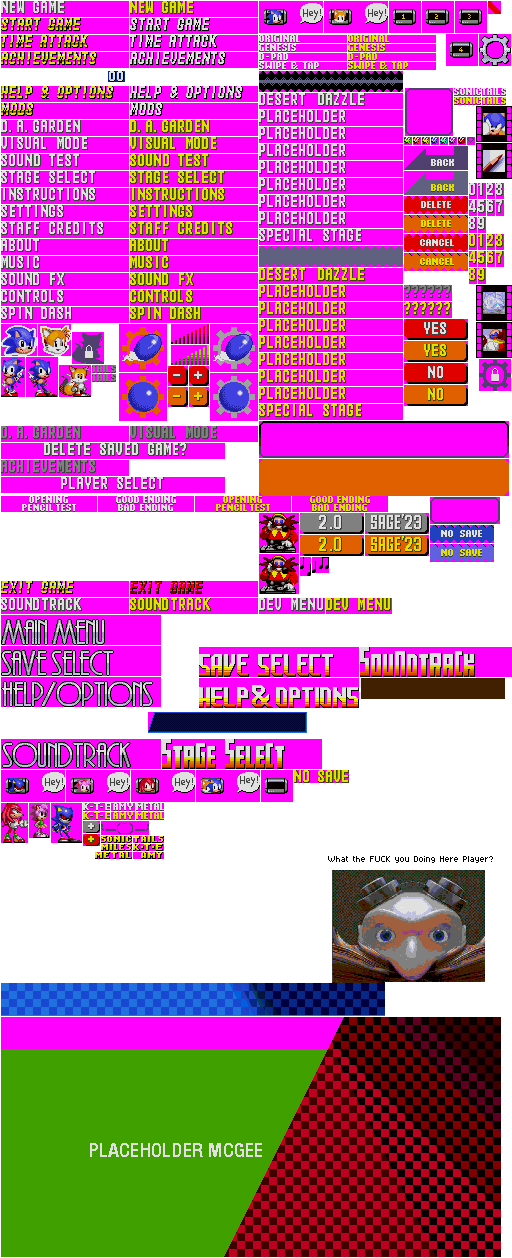 NEW GAME NEW GAME
START GAME START GAME
TIME ATTACK TIME ATTACK
ACHIEVEMENTS ACHIEVEMENTS
Hey! Hey! 1 2 3
ORIGINAL ORIGINAL
GENESIS GENESIS
D-PAD D-PAD
SWIPE & TAP SWIPE & TAP
4
00
HELP & OPTIONS HELP & OPTIONS
MODS MODS
D. A. GARDEN D. A. GARDEN
VISUAL MODE VISUAL MODE
SOUND TEST SOUND TEST
STAGE SELECT STAGE SELECT
INSTRUCTIONS INSTRUCTIONS
SETTINGS SETTINGS
STAFF CREDITS STAFF CREDITS
ABOUT ABOUT
MUSIC MUSIC
SOUND FX SOUND FX
CONTROLS CONTROLS
SPIN DASH SPIN DASH
DESERT DAZZLE
PLACEHOLDER
PLACEHOLDER
PLACEHOLDER
PLACEHOLDER
PLACEHOLDER
PLACEHOLDER
PLACEHOLDER
SPECIAL STAGE
DESERT DAZZLE
PLACEHOLDER
PLACEHOLDER
PLACEHOLDER
PLACEHOLDER
PLACEHOLDER
PLACEHOLDER
PLACEHOLDER
SPECIAL STAGE
SONIC TAILS
SONIC TAILS
BACK
BACK
DELETE
DELETE
CANCEL
CANCEL
0123
4567
89
0123
4567
89
??????
??????
YES
YES
NO
NO
TAILS
TAILS
D. A. GARDEN VISUAL MODE
DELETE SAVED GAME?
ACHIEVEMENTS
PLAYER SELECT
OPENING GOOD ENDING OPENING GOOD ENDING
PENCIL TEST BAD ENDING PENCIL TEST BAD ENDING
2.0 SAGE'23
2.0 SAGE'23
NO SAVE
NO SAVE
EXIT GAME EXIT GAME
SOUNDTRACK SOUNDTRACK DEV MENU DEV MENU
MAIN MENU
SAVE SELECT SAVE SELECT SOUNDTRACK
HELP/OPTIONS HELP & OPTIONS
SOUNDTRACK STAGE SELECT
Hey! Hey! Hey! Hey! NO SAVE
K-T-E AMY METAL
K-T-E AMY METAL
SONIC TAILS
MILES K-T-E
METAL AMY
What the FUCK you Doing Here Player?
PLACEHOLDER MCGEE